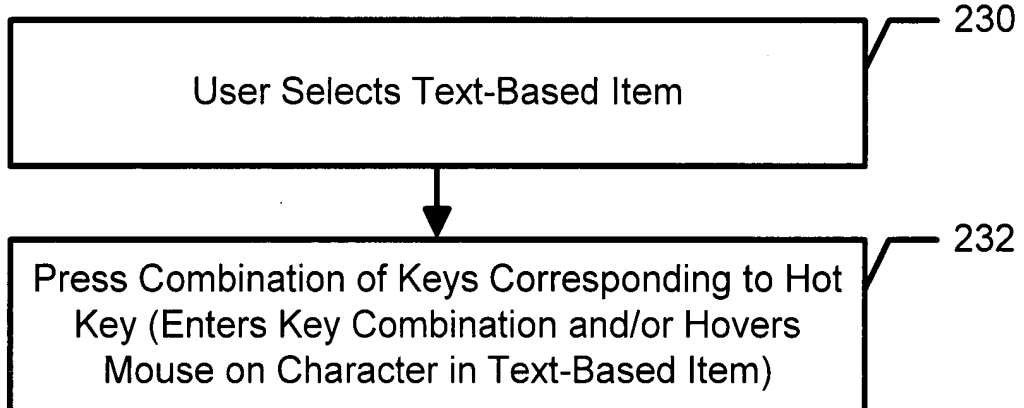 230
User Selects Text-Based Item
232
Press Combination of Keys Corresponding to Hot
Key (Enters Key Combination and/or Hovers
Mouse on Character in Text-Based Item)